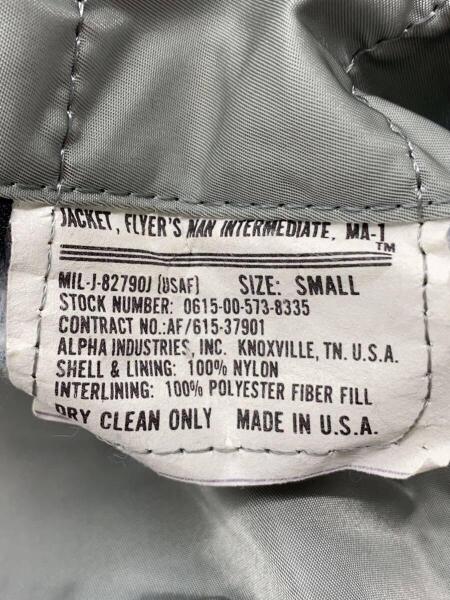 JACKET, FLYER'S MAN INTERMEDIATE, MA-1™
MIL-J-82790J (USAF) SIZE: SMALL
STOCK NUMBER: 0615-00-573-8335
CONTRACT NO.:AF/615-37901
ALPHA INDUSTRIES, INC. KNOXVILLE, TN. U.S.A.
SHELL & LINING: 100% NYLON
INTERLINING: 100% POLYESTER FIBER FILL
DRY CLEAN ONLY MADE IN U.S.A.